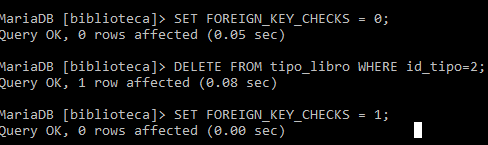 MariaDB [biblioteca]> SET FOREIGN_KEY_CHECKS = 0;
Query OK, 0 rows affected (0.05 sec)
MariaDB [biblioteca]> DELETE FROM tipo_libro WHERE id_tipo=2;
Query OK, 1 row affected (0.08 sec)
MariaDB [biblioteca]> SET FOREIGN_KEY_CHECKS = 1;
Query OK, 0 rows affected (0.00 sec)